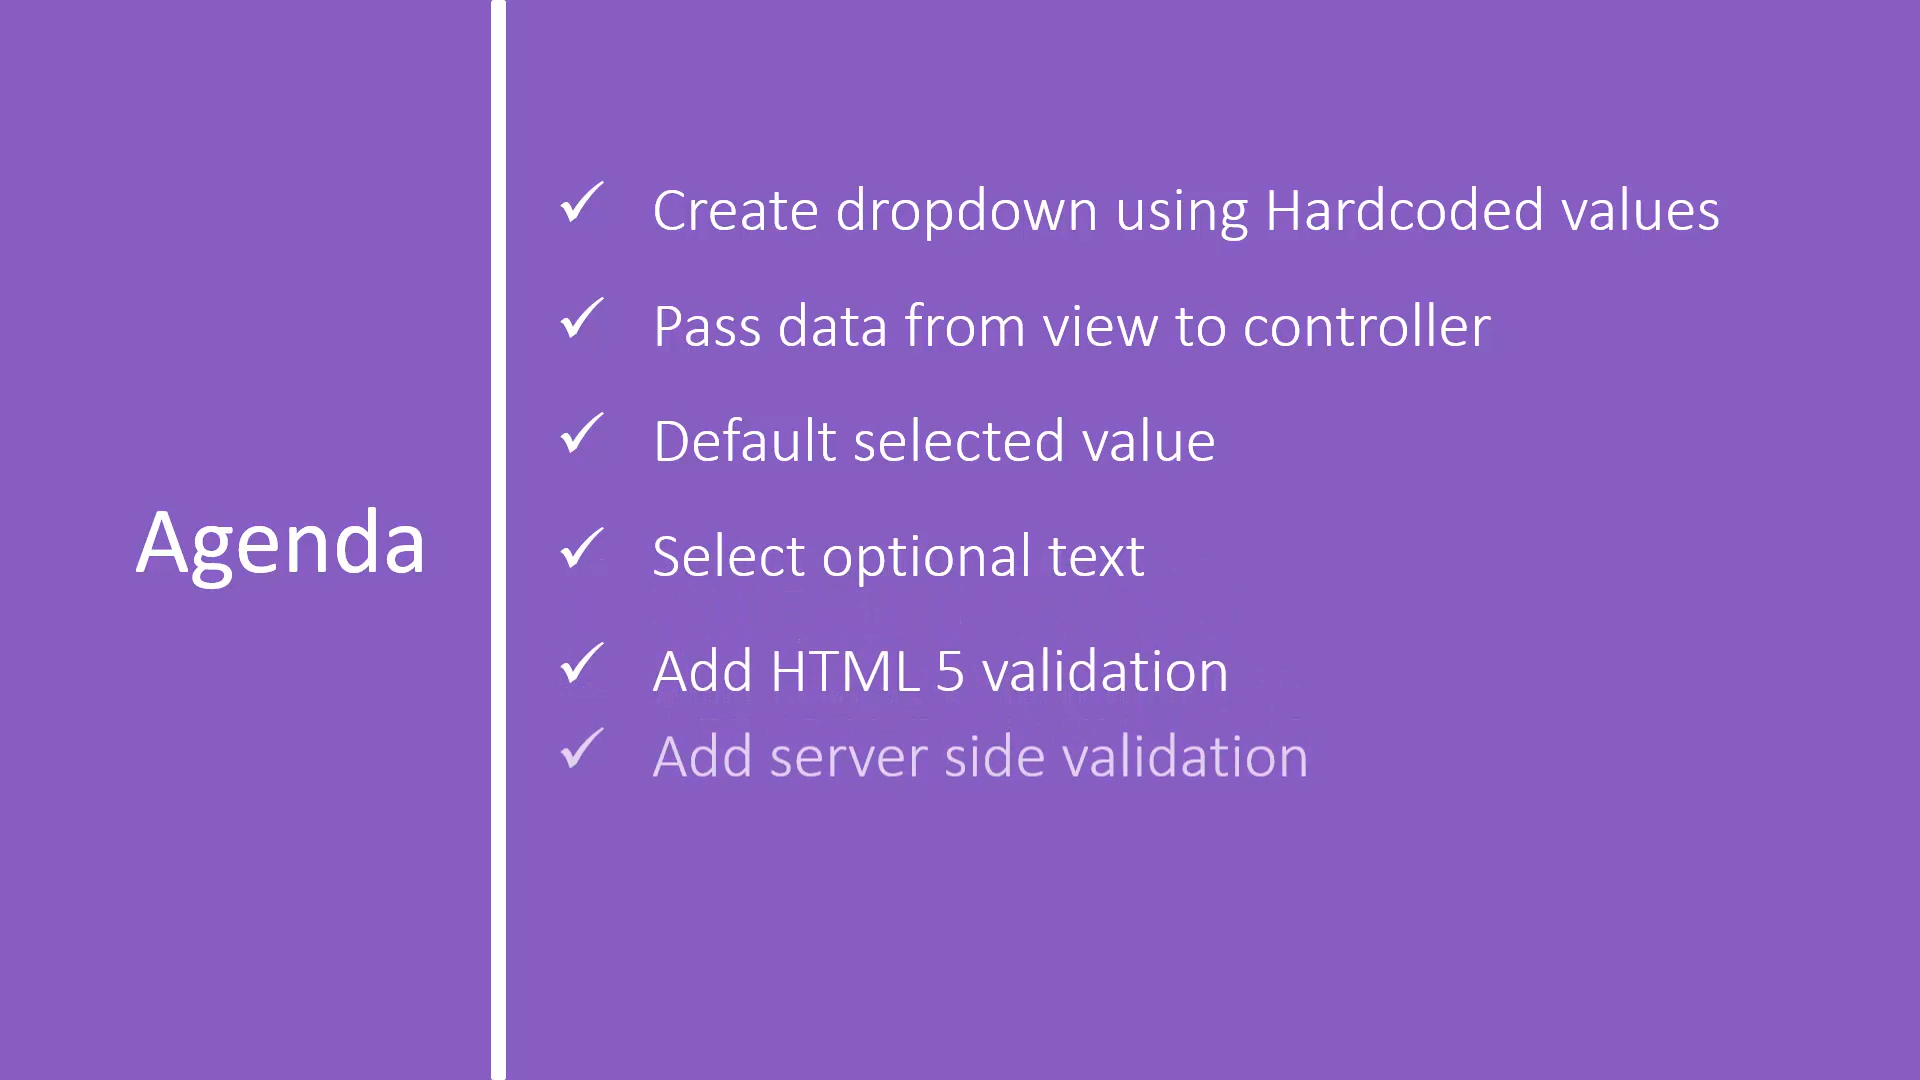 Agenda
✓ Create dropdown using Hardcoded values
✓ Pass data from view to controller
✓ Default selected value
✓ Select optional text
✓ Add HTML 5 validation
✓ Add server side validation